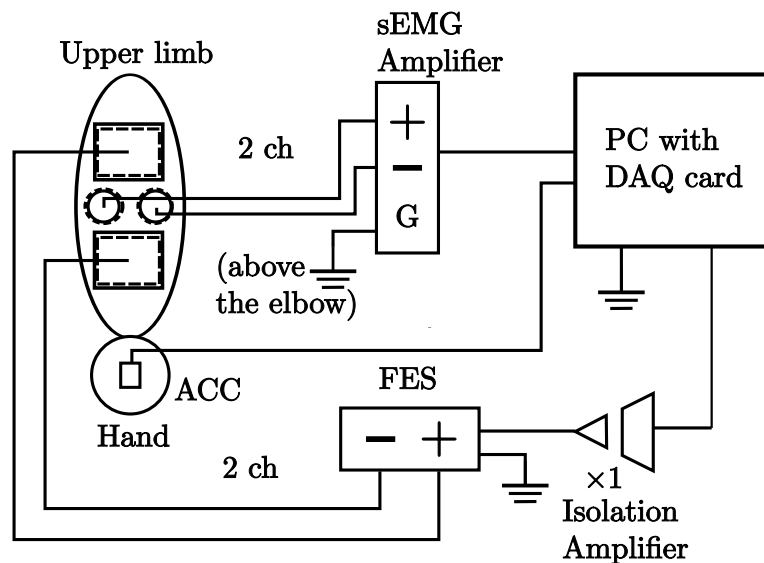 sEMG
Amplifier
Upper limb
2 ch
+
−
G
PC with
DAQ card
(above
the elbow)
ACC
Hand
FES
− +
2 ch
×1
Isolation
Amplifier